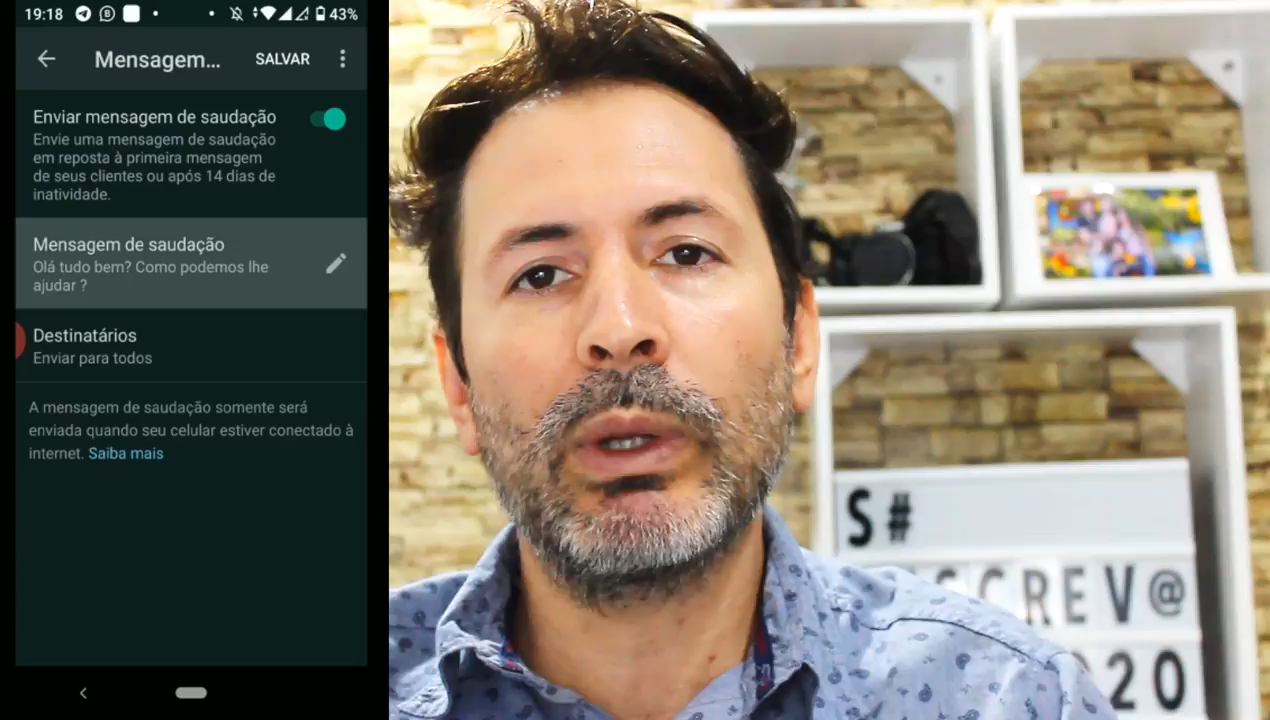 19:18
43%
Mensagem...
SALVAR
Enviar mensagem de saudação
Envie uma mensagem de saudação
em reposta à primeira mensagem
de seus clientes ou após 14 dias de
inatividade.
Mensagem de saudação
Olá tudo bem? Como podemos lhe
ajudar ?
Destinatários
Enviar para todos
A mensagem de saudação somente será
enviada quando seu celular estiver conectado à
internet. Saiba mais
S#
SCREV@
20